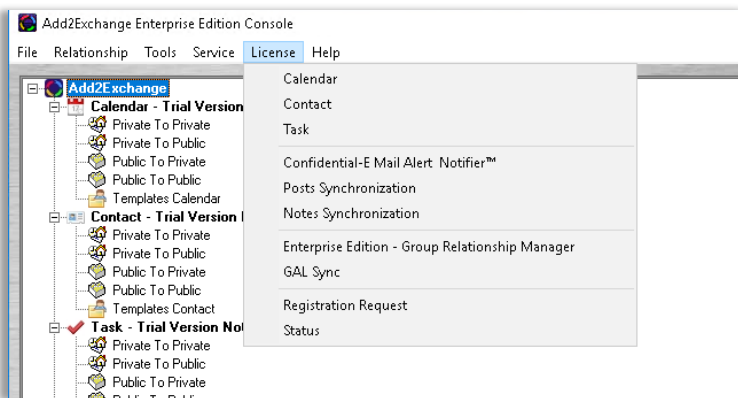 Add2Exchange Enterprise Edition Console
File Relationship Tools Service License Help
Add2Exchange
Calendar - Trial Version
Private To Private
Private To Public
Public To Private
Public To Public
Templates Calendar
Contact - Trial Version
Private To Private
Private To Public
Public To Private
Public To Public
Templates Contact
Task - Trial Version
Private To Private
Private To Public
Public To Private
Calendar
Contact
Task
Confidential-E Mail Alert Notifier™
Posts Synchronization
Notes Synchronization
Enterprise Edition - Group Relationship Manager
GAL Sync
Registration Request
Status